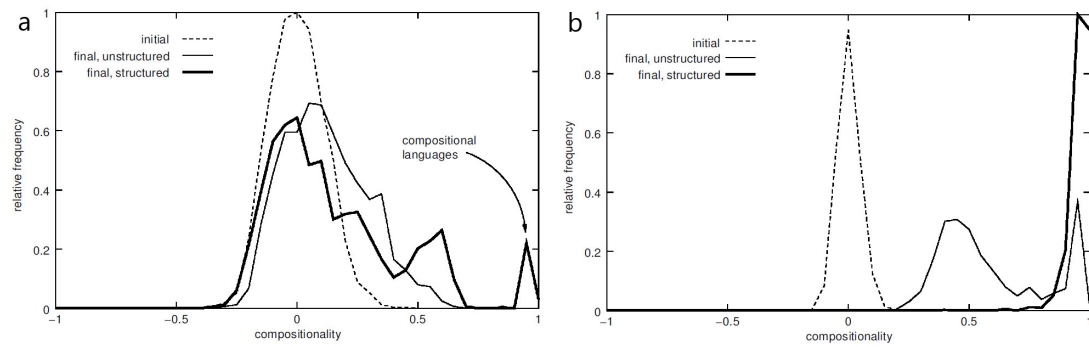 a
1
0.8
0.6
0.4
0.2
0
relative frequency
initial
final, unstructured
final, structured
compositional
languages
−1
−0.5
0
0.5
1
compositionality
b
1
0.8
0.6
0.4
0.2
0
relative frequency
initial
final, unstructured
final, structured
−1
−0.5
0
0.5
1
compositionality